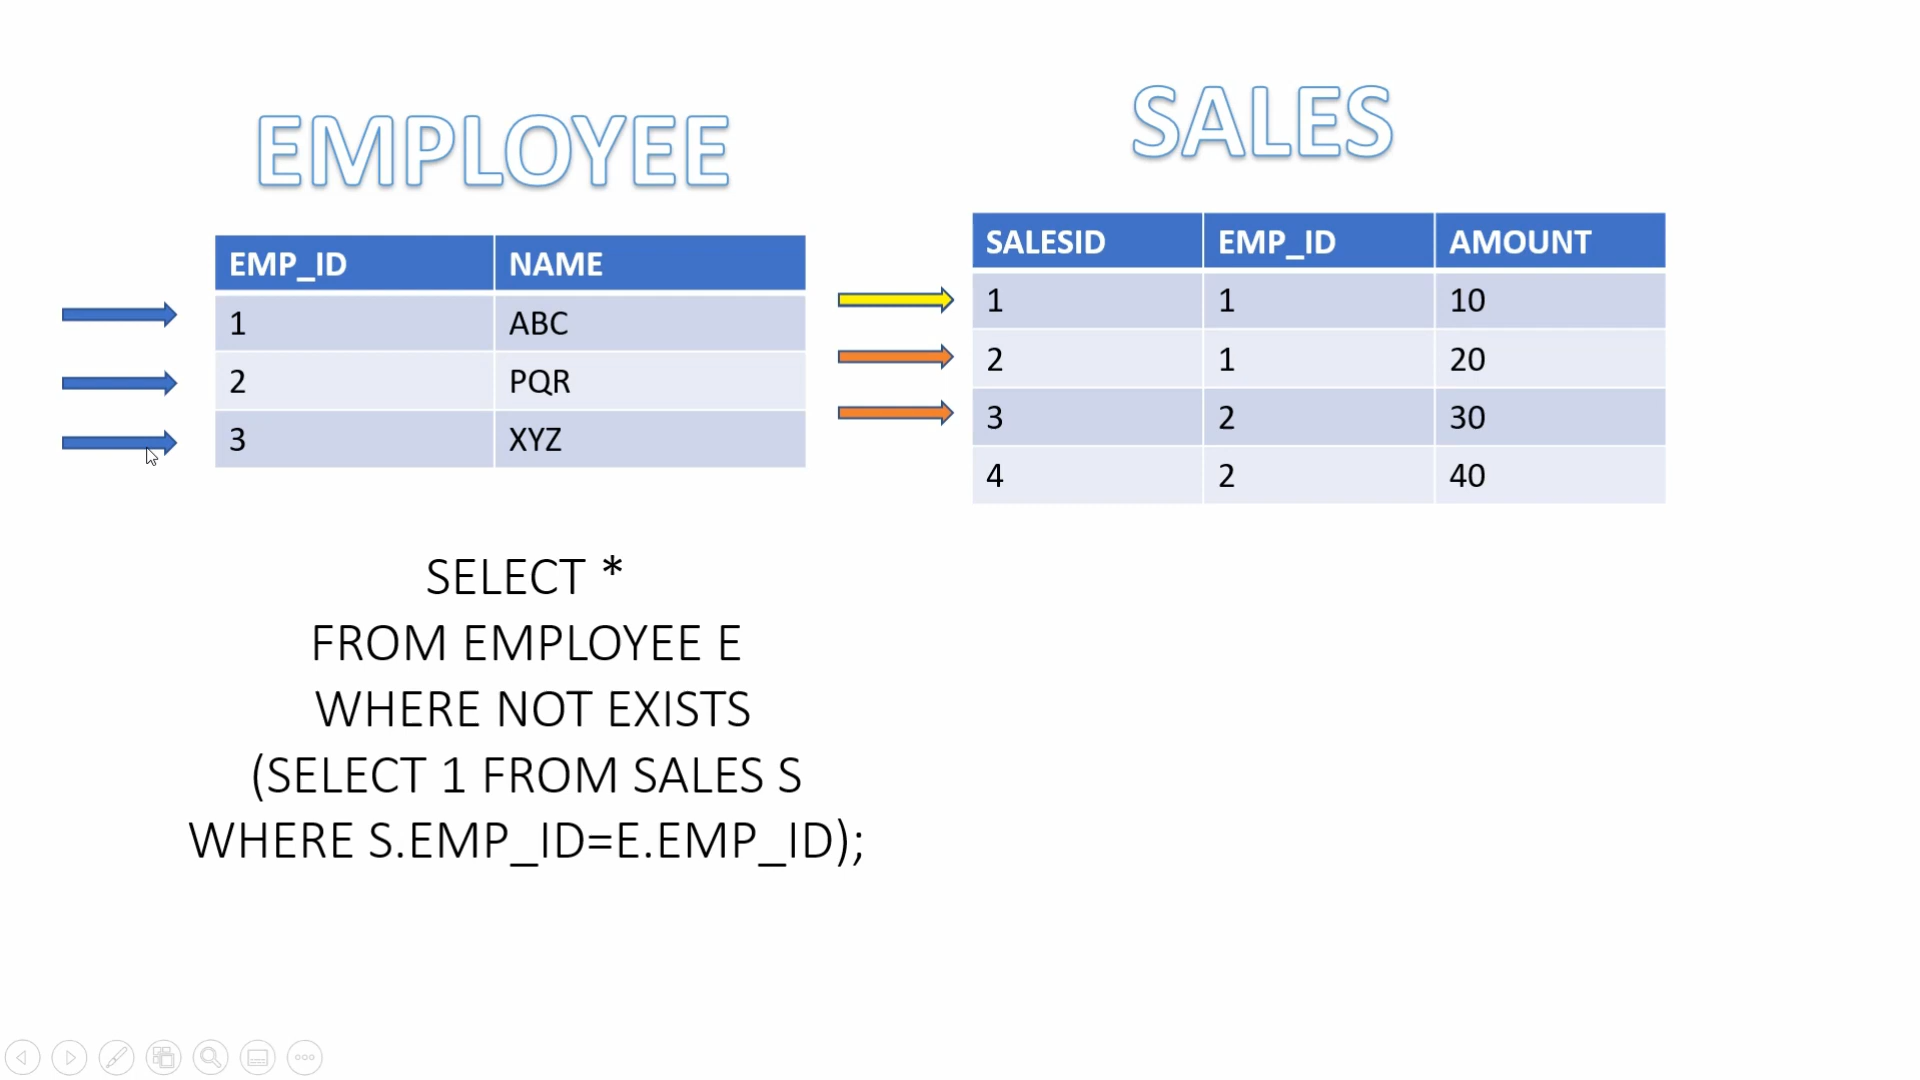 EMPLOYEE
EMP_ID NAME
1 ABC
2 PQR
3 XYZ
SALES
SALESID EMP_ID AMOUNT
1 1 10
2 1 20
3 2 30
4 2 40
SELECT *
FROM EMPLOYEE E
WHERE NOT EXISTS
(SELECT 1 FROM SALES S
WHERE S.EMP_ID=E.EMP_ID);